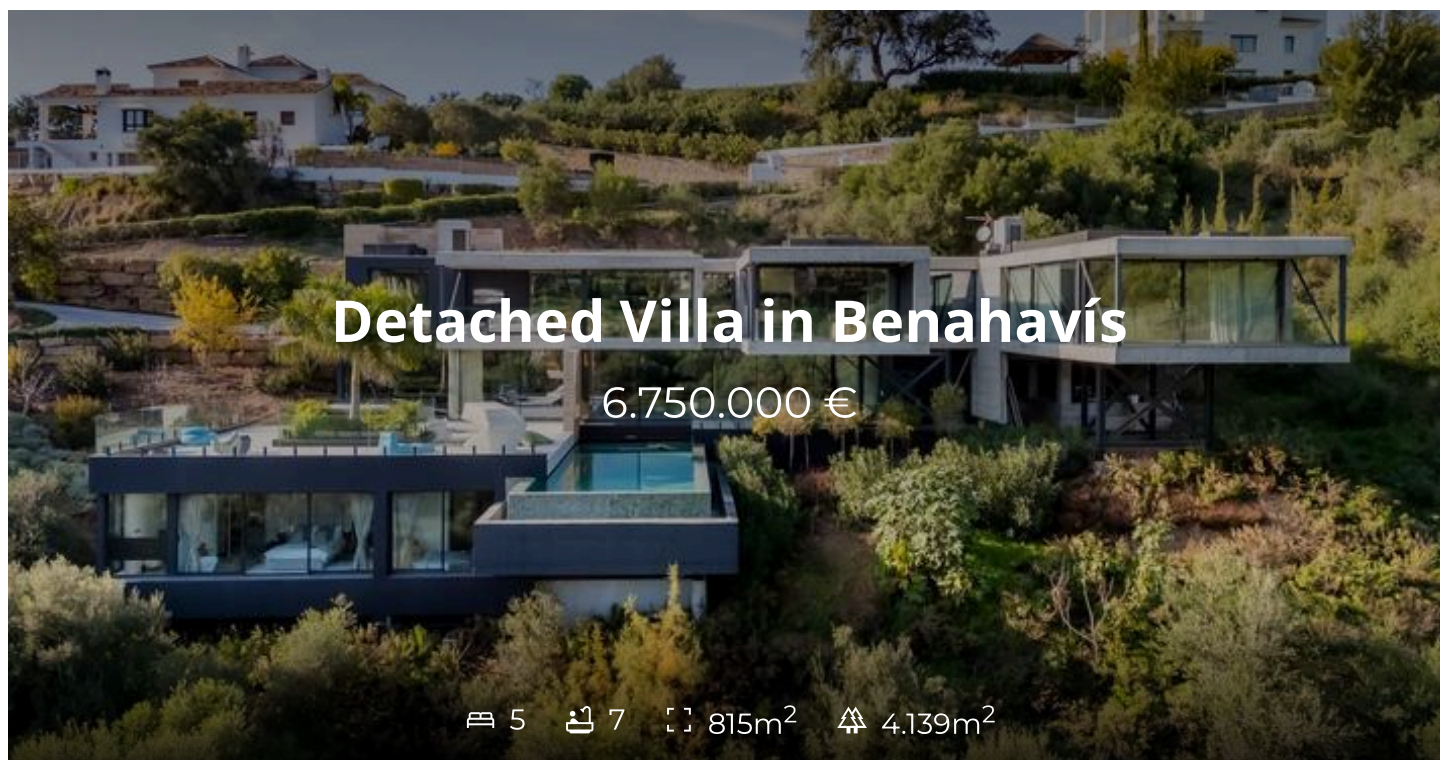 Detached Villa in Benahavís
6.750.000 €
5 7 815m² 4.139m²